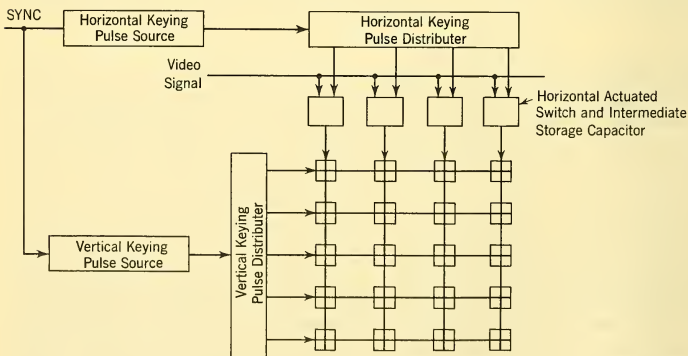 SYNC
Horizontal Keying
Pulse Source
Horizontal Keying
Pulse Distributer
Video
Signal
Horizontal Actuated
Switch and Intermediate
Storage Capacitor
Vertical Keying
Pulse Source
Vertical Keying
Pulse Distributer